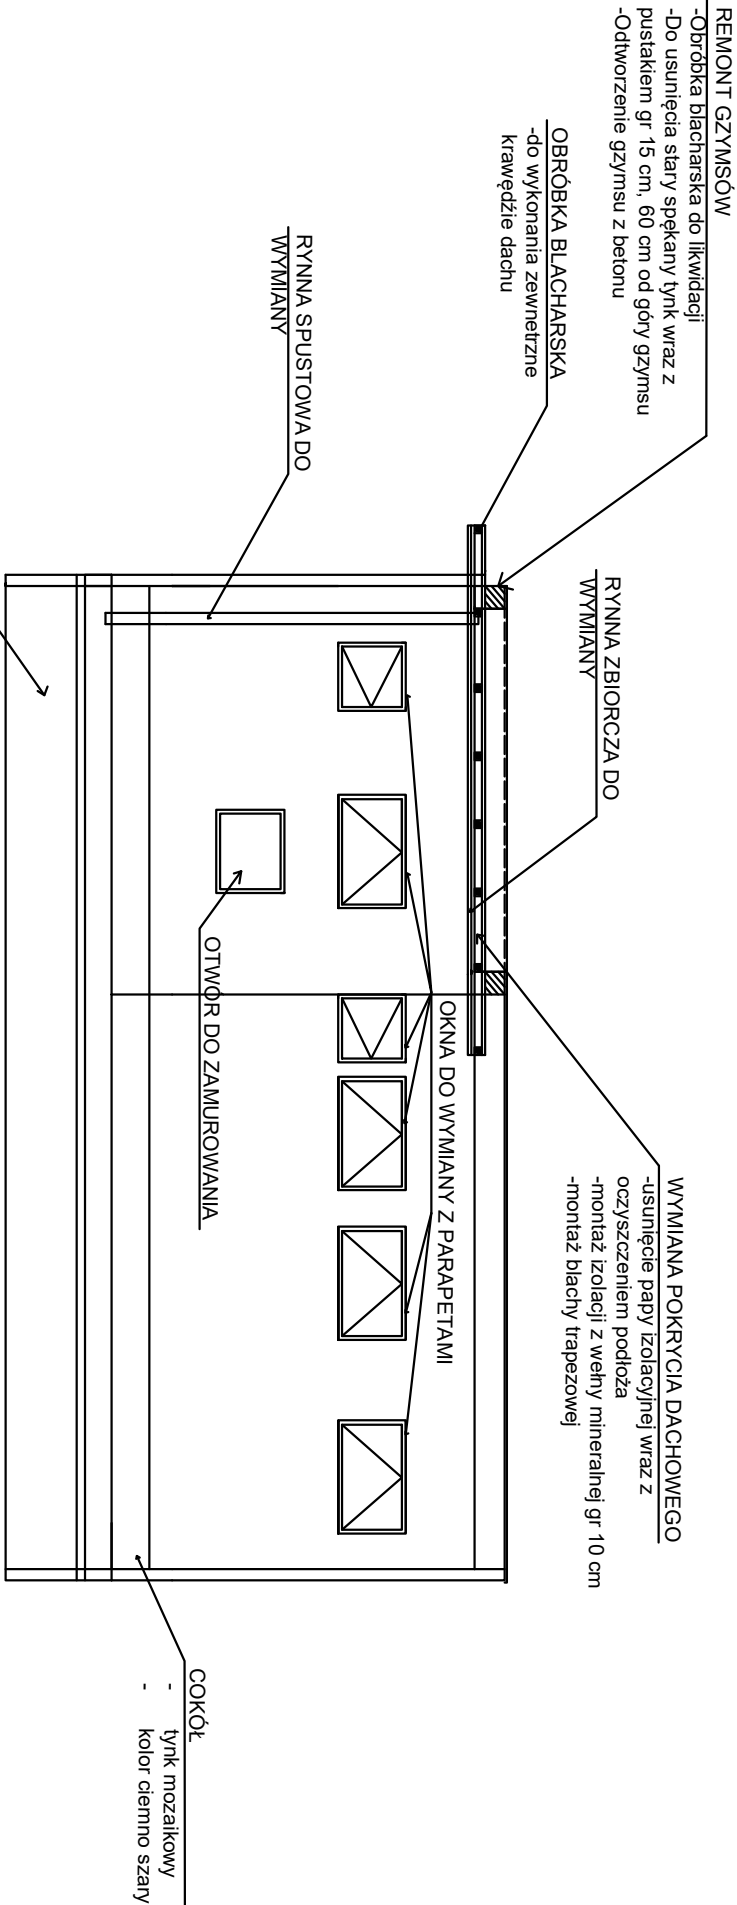 REMONT GZYMSÓW
-Obróbka blacharska do likwidacji
-Do usunięcia stary spękany tynk wraz z
pustakiem gr 15 cm, 60 cm od góry gzymsu
-Odtworzenie gzymsu z betonu
OBRÓBKA BLACHARSKA
-do wykonania zewnetrzne
krawędźie dachu
RYNNA SPUSTOWA DO
WYMIANY
RYNNA ZBIORCZA DO
WYMIANY
WYMIANA POKRYCIA DACHOWEGO
-usunięcie papy izolacyjnej wraz z
oczyszczeniem podłoża
-montaż izolacji z wełny mineralnej gr 10 cm
-montaż blachy trapezowej
OKNA DO WYMIANY Z PARAPETAMI
OTWÓR DO ZAMUROWANIA
COKÓŁ
- tynk mozaikowy
- kolor ciemno szary